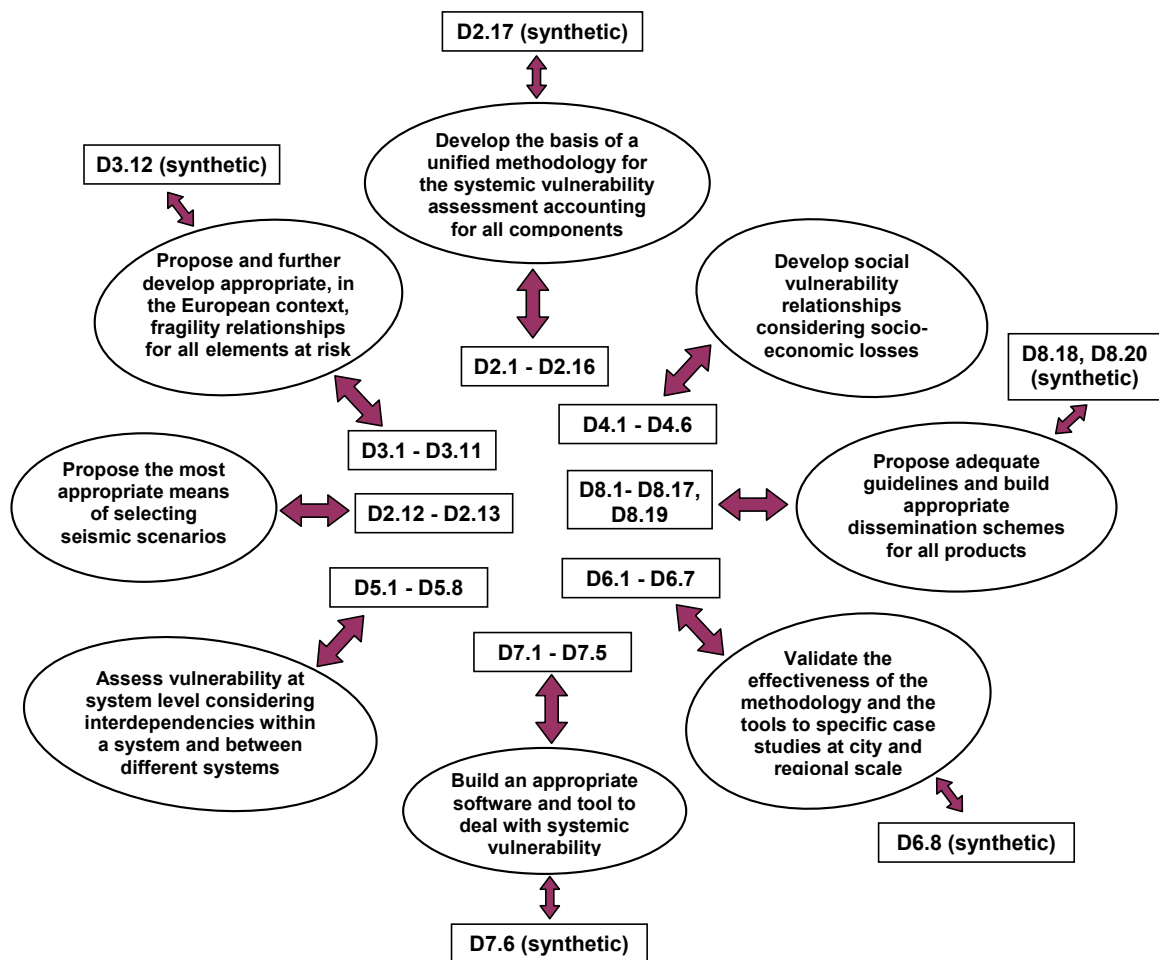 D2.17 (synthetic)
Develop the basis of a
unified methodology for
the systemic vulnerability
assessment accounting
for all components
D3.12 (synthetic)
Propose and further
develop appropriate, in
the European context,
fragility relationships
for all elements at risk
Develop social
vulnerability
relationships
considering socio-
economic losses
D2.1 - D2.16
D8.18, D8.20
(synthetic)
D4.1 - D4.6
D3.1 - D3.11
Propose the most
appropriate means
of selecting
seismic scenarios
D2.12 - D2.13
D8.1- D8.17,
D8.19
Propose adequate
guidelines and build
appropriate
dissemination schemes
for all products
D5.1 - D5.8
D6.1 - D6.7
D7.1 - D7.5
Assess vulnerability at
system level considering
interdependencies within
a system and between
different systems
Validate the
effectiveness of the
methodology and the
tools to specific case
studies at city and
regional scale
Build an appropriate
software and tool to
deal with systemic
vulnerability
D6.8 (synthetic)
D7.6 (synthetic)